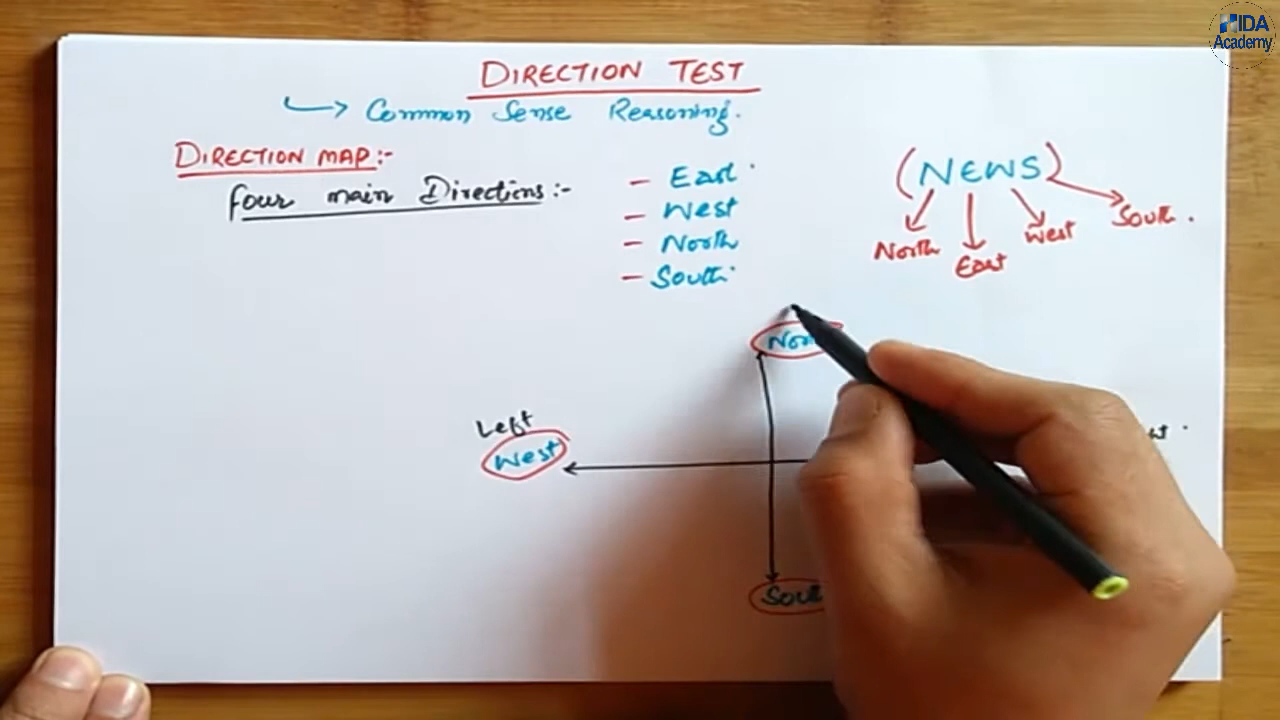 HIDA
Academy
DIRECTION TEST
Common Sense Reasoning.
DIRECTION MAP:-
four main Directions:-
- East
- West
- North
- South
(NEWS)
North
East
West
South.
Left
West